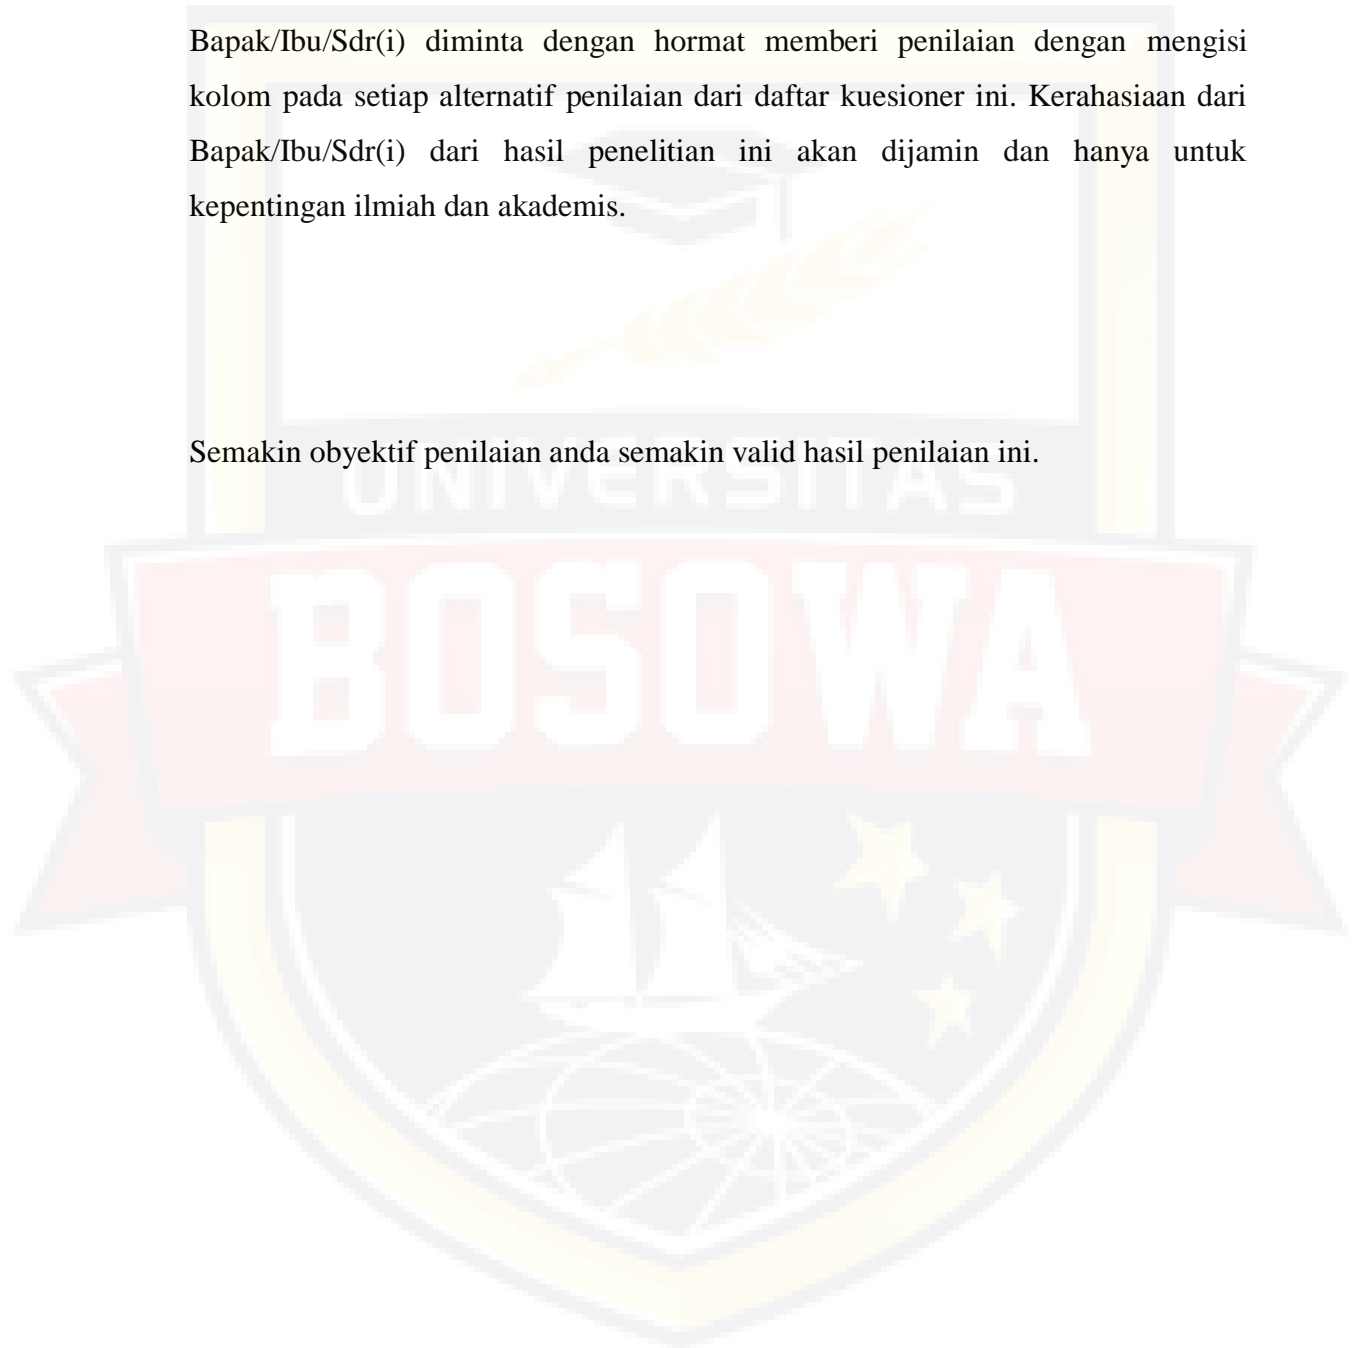 Bapak/Ibu/Sdr(i) diminta dengan hormat memberi penilaian dengan mengisi
kolom pada setiap alternatif penilaian dari daftar kuesioner ini. Kerahasiaan dari
Bapak/Ibu/Sdr(i) dari hasil penelitian ini akan dijamin dan hanya untuk
kepentingan ilmiah dan akademis.
Semakin obyektif penilaian anda semakin valid hasil penilaian ini.
UNIVERSITAS
BOSOWA